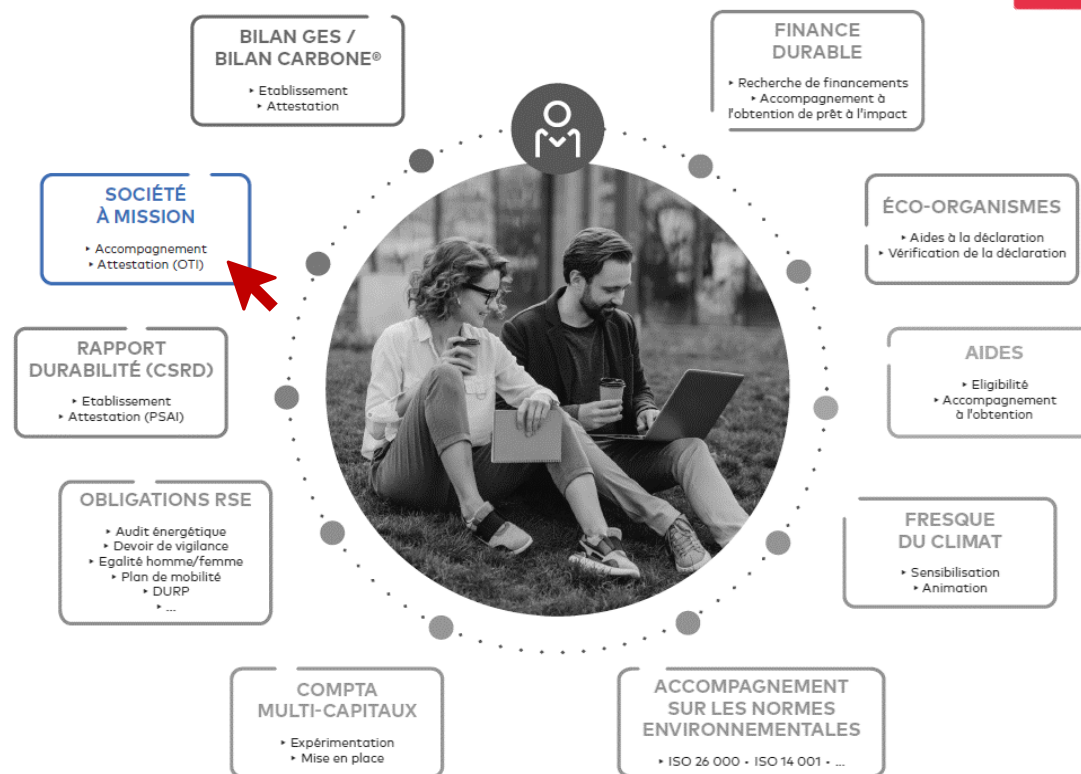 BILAN GES /
BILAN CARBONE®
‣ Etablissement
‣ Attestation
FINANCE
DURABLE
‣ Recherche de financements
‣ Accompagnement à
l'obtention de prêt à l'impact
SOCIÉTÉ
À MISSION
‣ Accompagnement
‣ Attestation (OTI)
ÉCO-ORGANISMES
‣ Aides à la déclaration
‣ Vérification de la déclaration
RAPPORT
DURABILITÉ (CSRD)
‣ Etablissement
‣ Attestation (PSAI)
AIDES
‣ Eligibilité
‣ Accompagnement
à l'obtention
OBLIGATIONS RSE
‣ Audit énergétique
‣ Devoir de vigilance
‣ Egalité homme/femme
‣ Plan de mobilité
‣ DURP
‣ ...
FRESQUE
DU CLIMAT
‣ Sensibilisation
‣ Animation
COMPTA
MULTI-CAPITAUX
‣ Expérimentation
‣ Mise en place
ACCOMPAGNEMENT
SUR LES NORMES
ENVIRONNEMENTALES
‣ ISO 26 000 • ISO 14 001 • ...